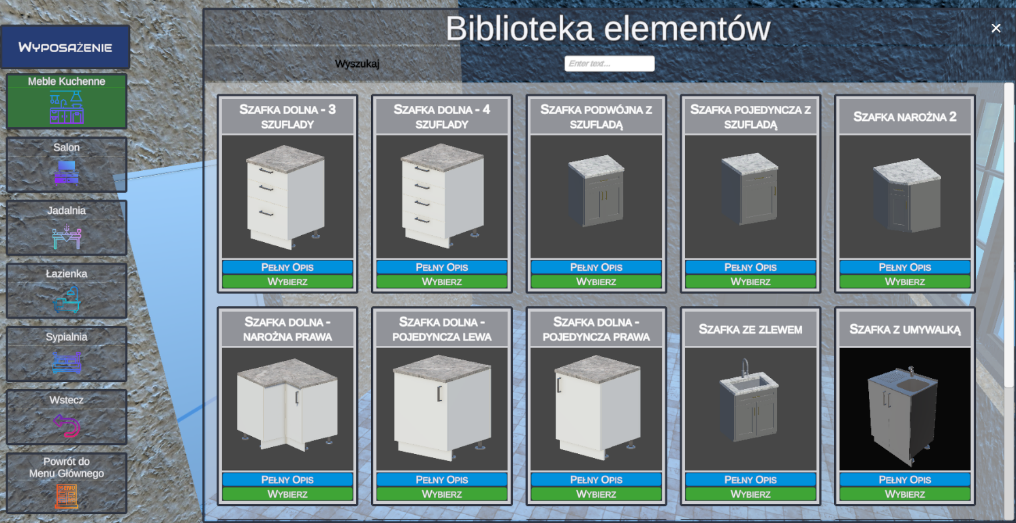 Biblioteka elementów
×
Wyszukaj
Enter text...
Wyposażenie
Meble Kuchenne
Salon
Jadalnia
Łazienka
Sypialnia
Wstecz
Powrót do
Menu Głównego
Szafka dolna - 3
szuflady
Pełny Opis
Wybierz
Szafka dolna - 4
szuflady
Pełny Opis
Wybierz
Szafka podwójna z
szufladą
Pełny Opis
Wybierz
Szafka pojedyncza z
szufladą
Pełny Opis
Wybierz
Szafka narożna 2
Pełny Opis
Wybierz
Szafka dolna -
narożna prawa
Pełny Opis
Wybierz
Szafka dolna -
pojedyncza lewa
Pełny Opis
Wybierz
Szafka dolna -
pojedyncza prawa
Pełny Opis
Wybierz
Szafka ze zlewem
Pełny Opis
Wybierz
Szafka z umywalką
Pełny Opis
Wybierz